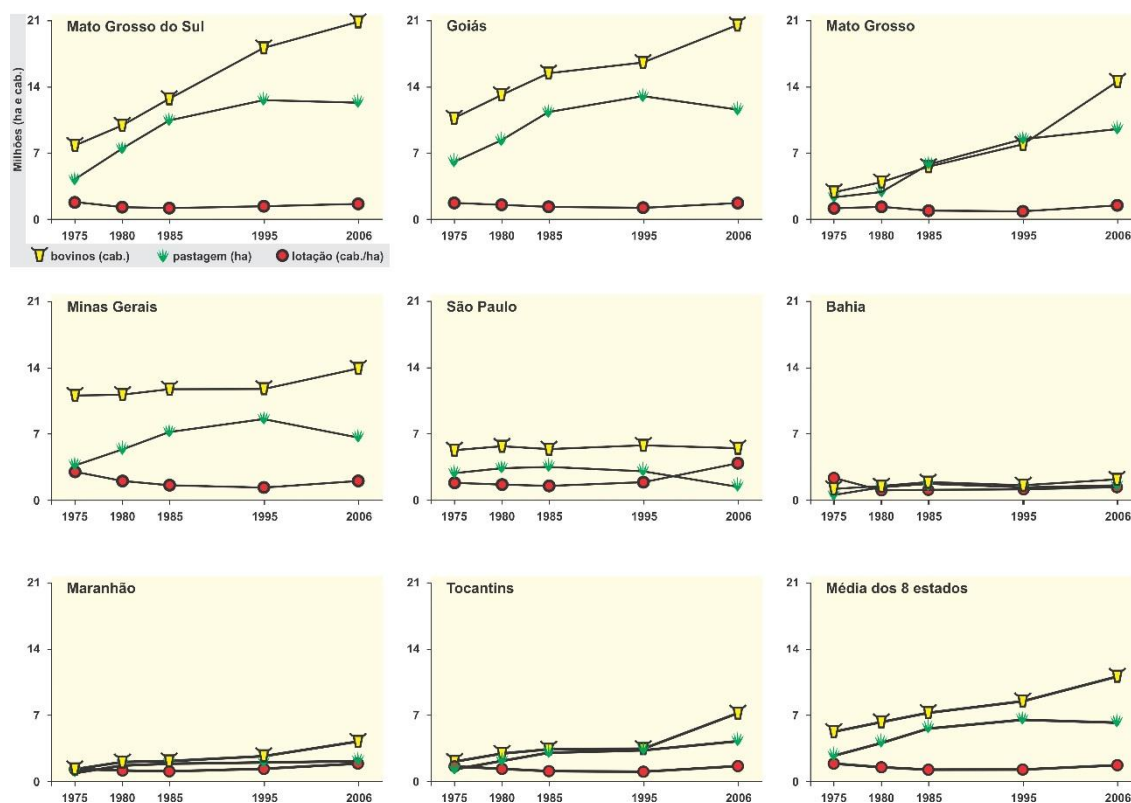 Mato Grosso do Sul
Goiás
Mato Grosso
Milhões (ha e cab.)
21
14
7
0
1975 1980 1985 1995 2006
21
14
7
0
1975 1980 1985 1995 2006
21
14
7
0
1975 1980 1985 1995 2006
bovinos (cab.) pastagem (ha) lotação (cab./ha)
Minas Gerais
São Paulo
Bahia
21
14
7
0
1975 1980 1985 1995 2006
21
14
7
0
1975 1980 1985 1995 2006
21
14
7
0
1975 1980 1985 1995 2006
Maranhão
Tocantins
Média dos 8 estados
21
14
7
0
1975 1980 1985 1995 2006
21
14
7
0
1975 1980 1985 1995 2006
21
14
7
0
1975 1980 1985 1995 2006